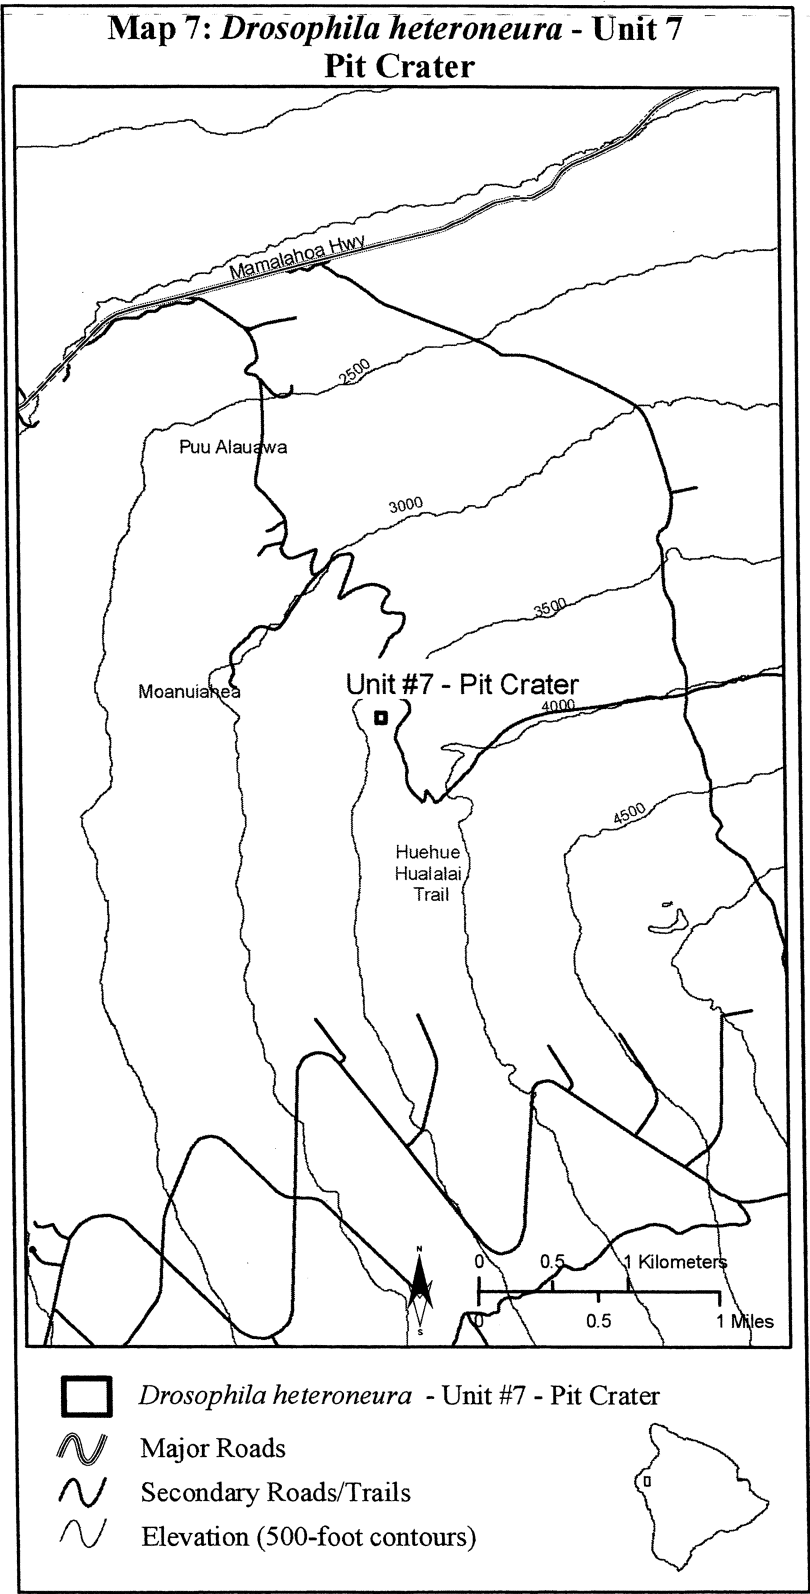 Map 7: Drosophila heteroneura - Unit 7
Pit Crater
Mamalahoa Hwy
2500
Puu Alauawa
3000
3500
Moanuiahea
Unit #7 - Pit Crater
4000
4500
Huehue
Hualalai
Trail
N
S
0 0.5 1 Kilometers
0 0.5 1 Miles
Drosophila heteroneura - Unit #7 - Pit Crater
Major Roads
Secondary Roads/Trails
Elevation (500-foot contours)